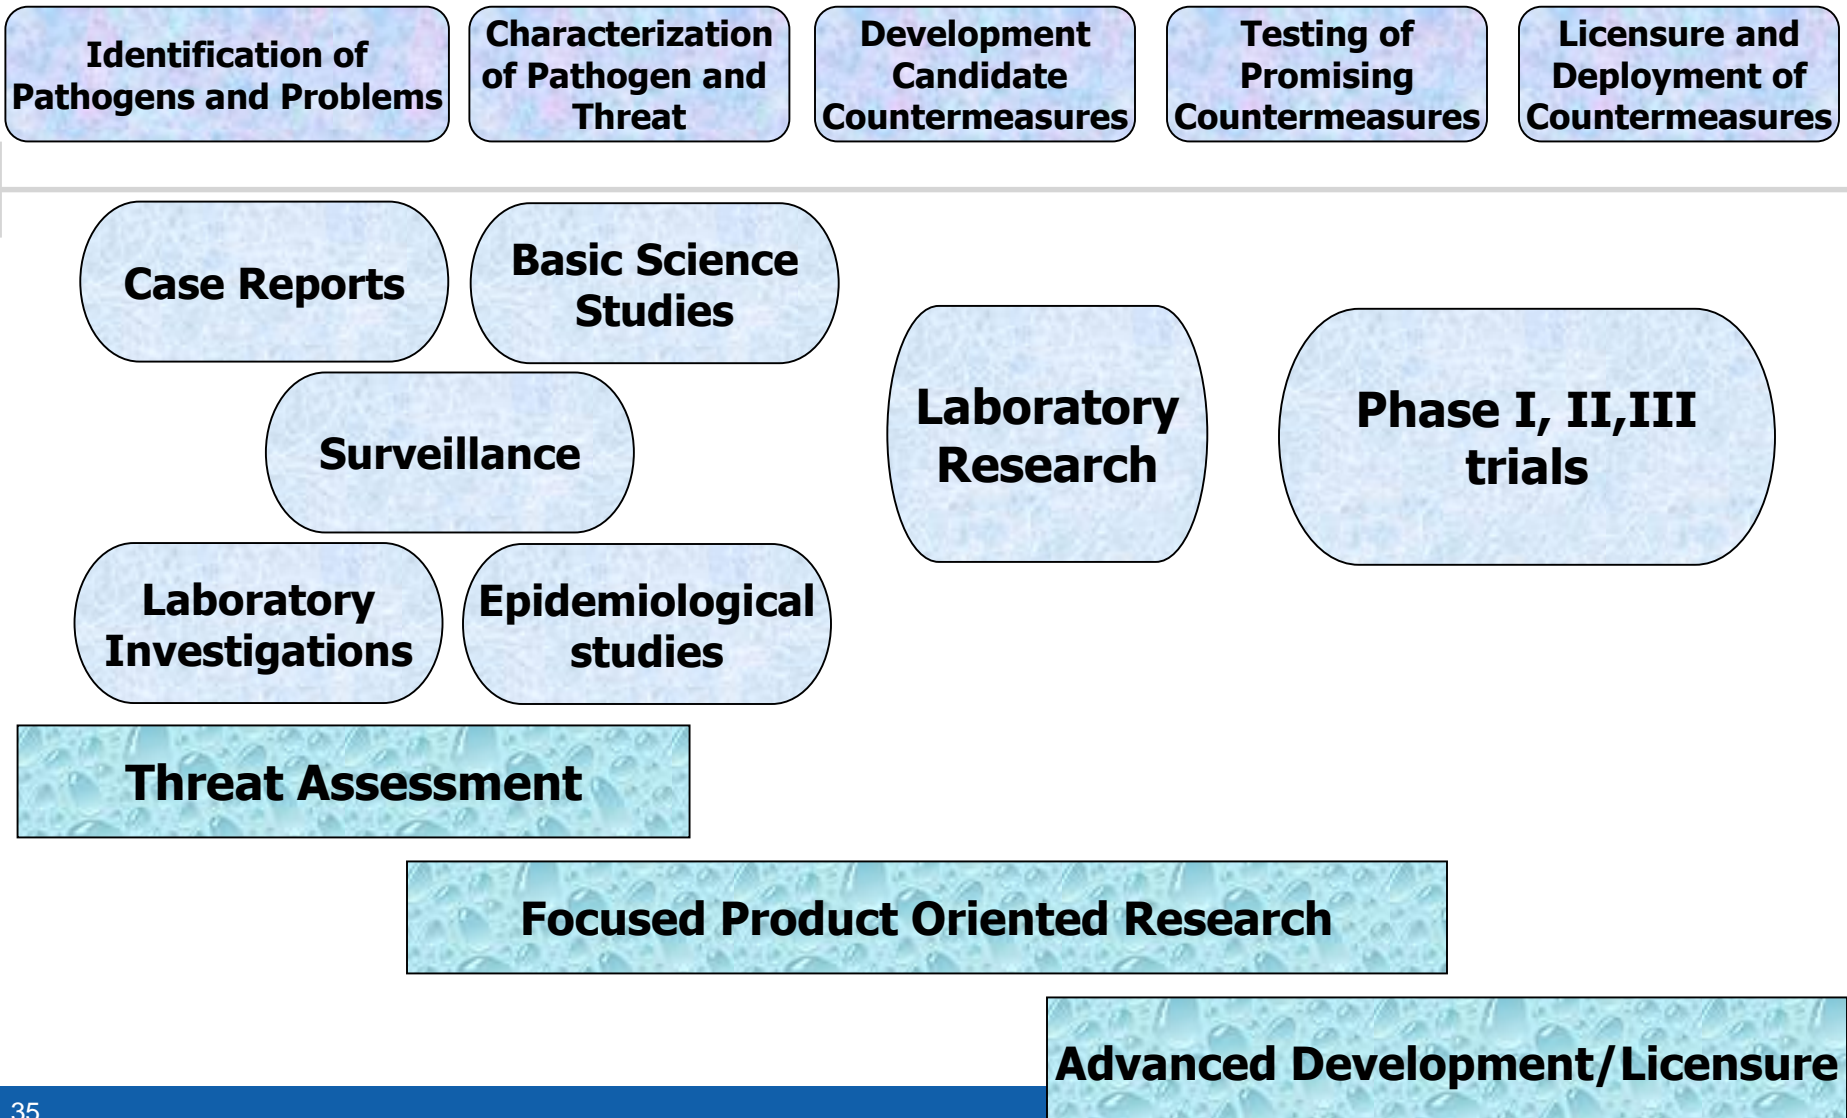 Identification of
Pathogens and Problems
Characterization
of Pathogen and
Threat
Development
Candidate
Countermeasures
Testing of
Promising
Countermeasures
Licensure and
Deployment of
Countermeasures
Case Reports
Basic Science
Studies
Surveillance
Laboratory
Investigations
Epidemiological
studies
Laboratory
Research
Phase I, II,III
trials
Threat Assessment
Focused Product Oriented Research
Advanced Development/Licensure
35